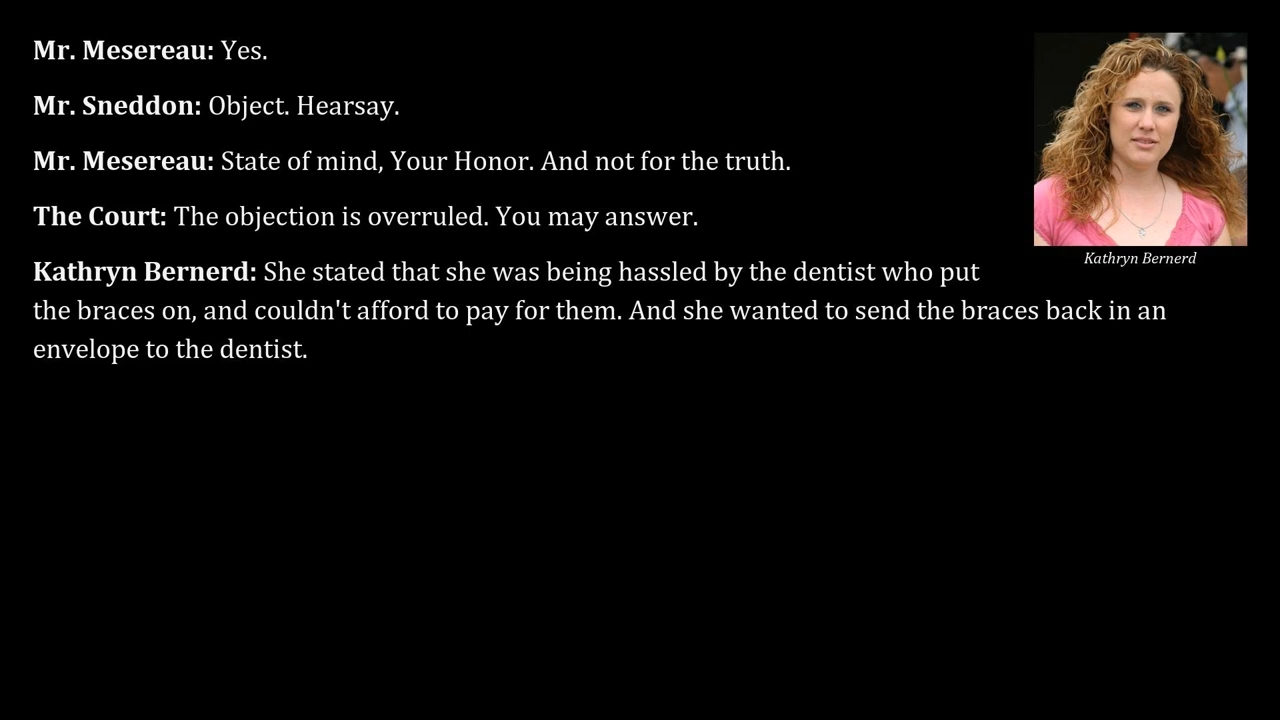 Mr. Mesereau: Yes.
Mr. Sneddon: Object. Hearsay.
Mr. Mesereau: State of mind, Your Honor. And not for the truth.
The Court: The objection is overruled. You may answer.
Kathryn Bernerd
Kathryn Bernerd: She stated that she was being hassled by the dentist who put
the braces on, and couldn't afford to pay for them. And she wanted to send the braces back in an
envelope to the dentist.